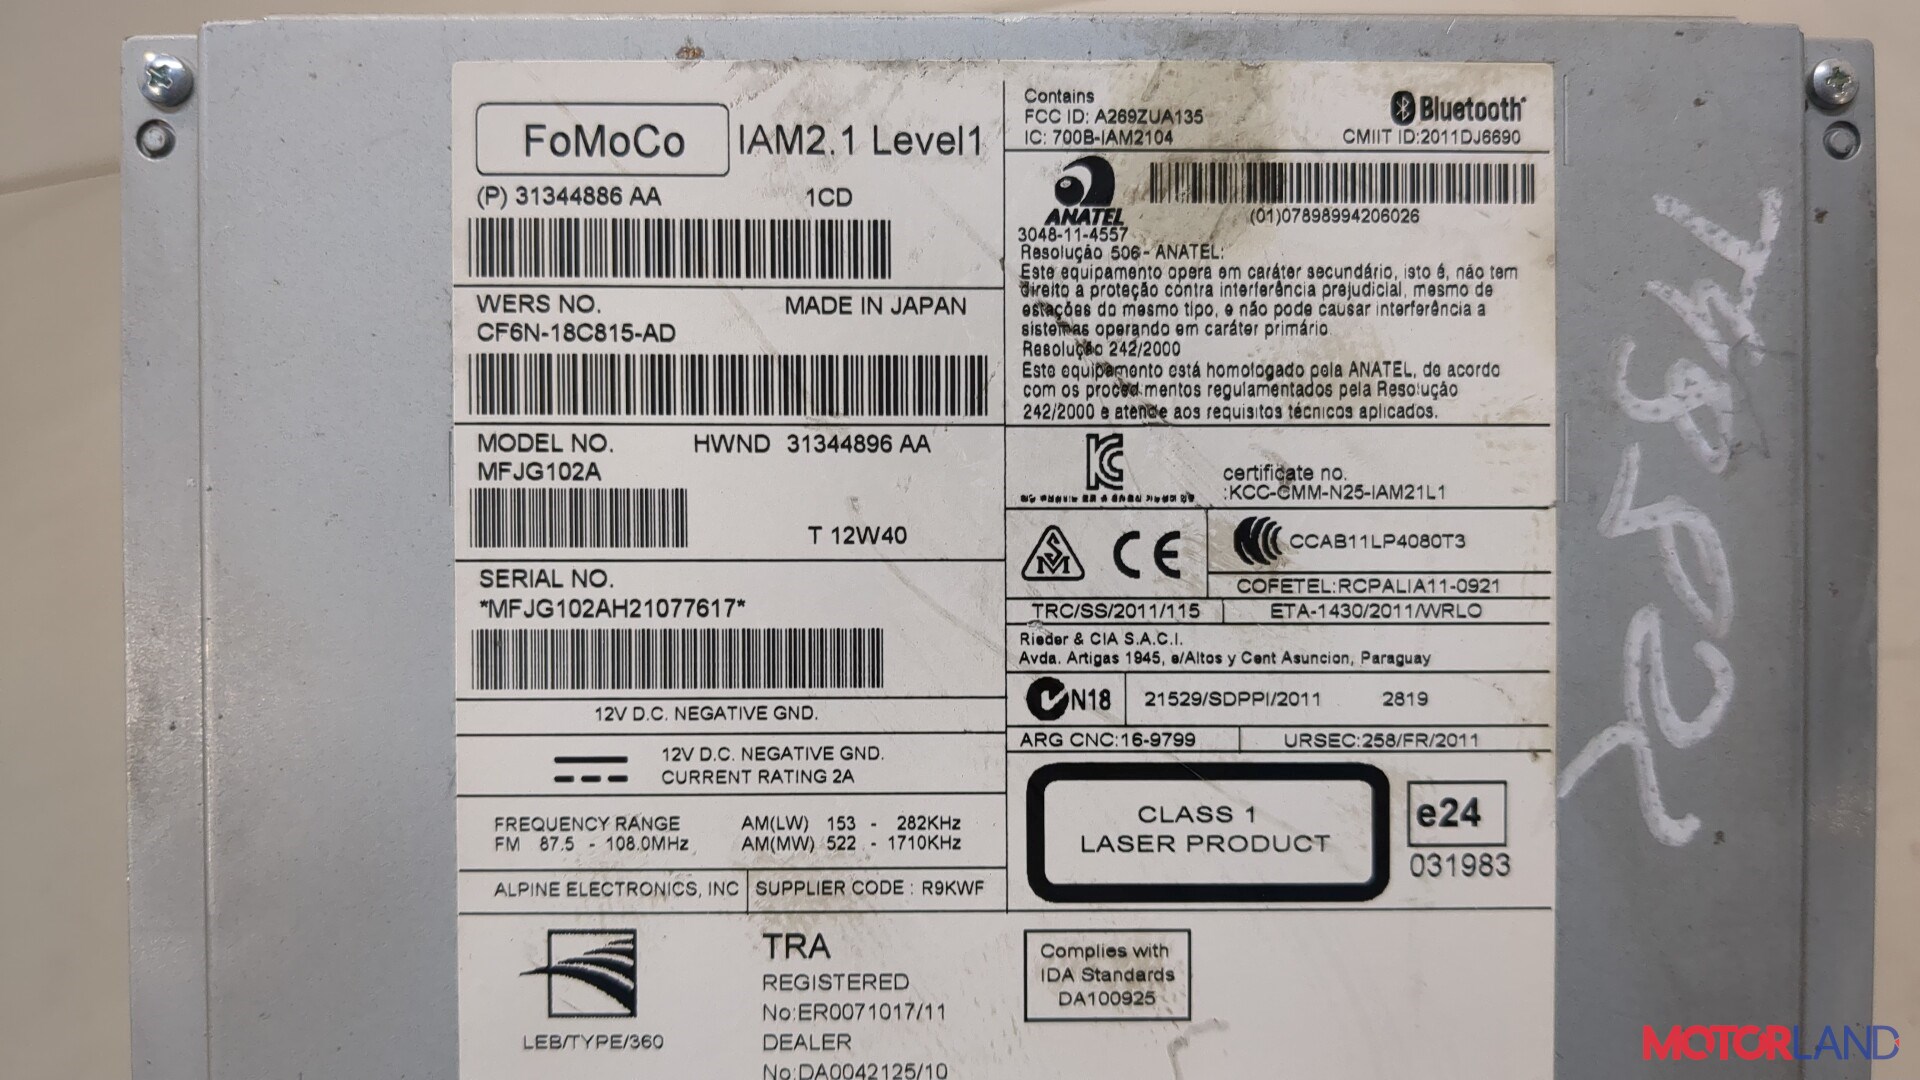 FoMoCo IAM2.1 Level1
(P) 31344886 AA 1CD
WERS NO. MADE IN JAPAN
CF6N-18C815-AD
MODEL NO. HWND 31344896 AA
MFJG102A
T 12W40
SERIAL NO.
*MFJG102AH21077617*
12V D.C. NEGATIVE GND.
12V D.C. NEGATIVE GND.
CURRENT RATING 2A
FREQUENCY RANGE AM(LW) 153 - 282KHz
FM 87.5 - 108.0MHz AM(MW) 522 - 1710KHz
ALPINE ELECTRONICS, INC SUPPLIER CODE : R9KWF
LEB/TYPE/360
TRA
REGISTERED
No:ER0071017/11
DEALER
No:DA0042125/10
Contains
FCC ID: A269ZUA135
IC: 700B-IAM2104
Bluetooth
CMIIT ID:2011DJ6690
ANATEL
(01)07898994206026
3048-11-4557
Resolução 506 - ANATEL:
Este equipamento opera em caráter secundário, isto é, não tem
direito a proteção contra interferência prejudicial, mesmo de
estações do mesmo tipo, e não pode causar interferência a
sistemas operando em caráter primário.
Resolução 242/2000
Este equipamento está homologado pela ANATEL, de acordo
com os procedimentos regulamentados pela Resolução
242/2000 e atende aos requisitos técnicos aplicados.
certificate no.
:KCC-CMM-N25-IAM21L1
SM CE CCAB11LP4080T3
COFETEL:RCPALIA11-0921
TRC/SS/2011/115 ETA-1430/2011/WRLO
Rieder & CIA S.A.C.I.
Avda. Artigas 1945, e/Altos y Cent Asuncion, Paraguay
N18 21529/SDPPI/2011 2819
ARG CNC:16-9799 URSEC:258/FR/2011
CLASS 1
LASER PRODUCT
e24
031983
Complies with
IDA Standards
DA100925
MOTORLAND